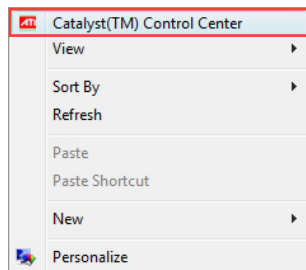 ATI Catalyst(TM) Control Center
View
Sort By
Refresh
Paste
Paste Shortcut
New
Personalize